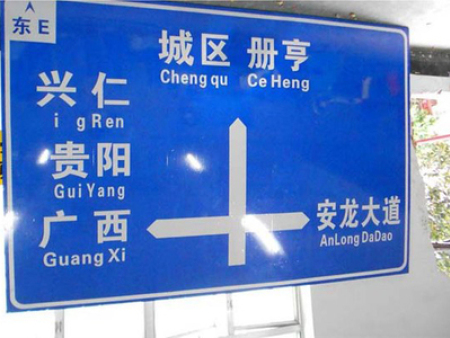 东 E
城区 册亨
Cheng qu Ce Heng
兴仁
i g Ren
贵阳
Gui Yang
广西
Guang Xi
安龙大道
AnLong DaDao